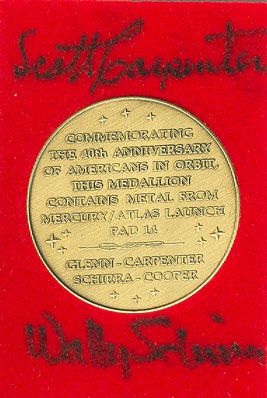 Scott Carpenter
COMMEMORATING
THE 40th ANNIVERSARY
OF AMERICANS IN ORBIT,
THIS MEDALLION
CONTAINS METAL FROM
MERCURY/ATLAS LAUNCH
PAD 14
GLENN-CARPENTER
SCHIRRA-COOPER
Wally Schirra